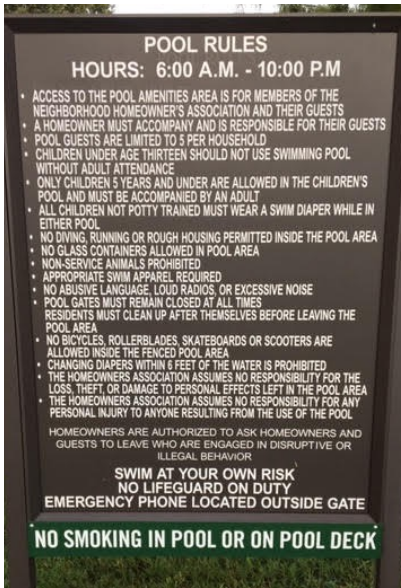 POOL RULES
HOURS: 6:00 A.M. - 10:00 P.M
• ACCESS TO THE POOL AMENITIES AREA IS FOR MEMBERS OF THE
NEIGHBORHOOD HOMEOWNER'S ASSOCIATION AND THEIR GUESTS
• A HOMEOWNER MUST ACCOMPANY AND IS RESPONSIBLE FOR THEIR GUESTS
• POOL GUESTS ARE LIMITED TO 5 PER HOUSEHOLD
• CHILDREN UNDER AGE THIRTEEN SHOULD NOT USE SWIMMING POOL
WITHOUT ADULT ATTENDANCE
• ONLY CHILDREN 5 YEARS AND UNDER ARE ALLOWED IN THE CHILDREN'S
POOL AND MUST BE ACCOMPANIED BY AN ADULT
• ALL CHILDREN NOT POTTY TRAINED MUST WEAR A SWIM DIAPER WHILE IN
EITHER POOL
• NO DIVING, RUNNING OR ROUGH HOUSING PERMITTED INSIDE THE POOL AREA
• NO GLASS CONTAINERS ALLOWED IN POOL AREA
• NON-SERVICE ANIMALS PROHIBITED
• APPROPRIATE SWIM APPAREL REQUIRED
• NO ABUSIVE LANGUAGE, LOUD RADIOS, OR EXCESSIVE NOISE
• POOL GATES MUST REMAIN CLOSED AT ALL TIMES
RESIDENTS MUST CLEAN UP AFTER THEMSELVES BEFORE LEAVING THE
POOL AREA
• NO BICYCLES, ROLLERBLADES, SKATEBOARDS OR SCOOTERS ARE
ALLOWED INSIDE THE FENCED POOL AREA
• CHANGING DIAPERS WITHIN 6 FEET OF THE WATER IS PROHIBITED
• THE HOMEOWNERS ASSOCIATION ASSUMES NO RESPONSIBILITY FOR THE
LOSS, THEFT OR DAMAGE TO PERSONAL EFFECTS LEFT IN THE POOL AREA
• THE HOMEOWNERS ASSOCIATION ASSUMES NO RESPONSIBILITY FOR ANY
PERSONAL INJURY TO ANYONE RESULTING FROM THE USE OF THE POOL
HOMEOWNERS ARE AUTHORIZED TO ASK HOMEOWNERS AND
GUESTS TO LEAVE WHO ARE ENGAGED IN DISRUPTIVE OR
ILLEGAL BEHAVIOR
SWIM AT YOUR OWN RISK
NO LIFEGUARD ON DUTY
EMERGENCY PHONE LOCATED OUTSIDE GATE
NO SMOKING IN POOL OR ON POOL DECK